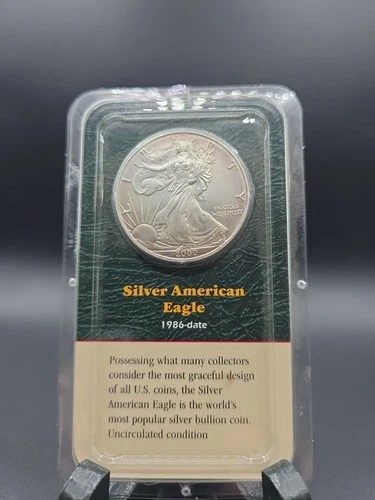 LIBERTY
IN GOD
WE TRUST
Silver American
Eagle
1986-date
Possessing what many collectors
consider the most graceful design
of all U.S. coins, the Silver
American Eagle is the world's
most popular silver bullion coin.
Uncirculated condition